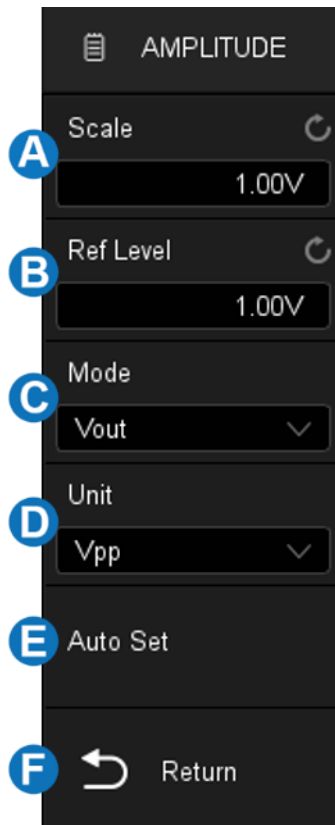 AMPLITUDE
Scale
A
1.00V
Ref Level
B
1.00V
Mode
C
Vout
Unit
D
Vpp
E Auto Set
F Return